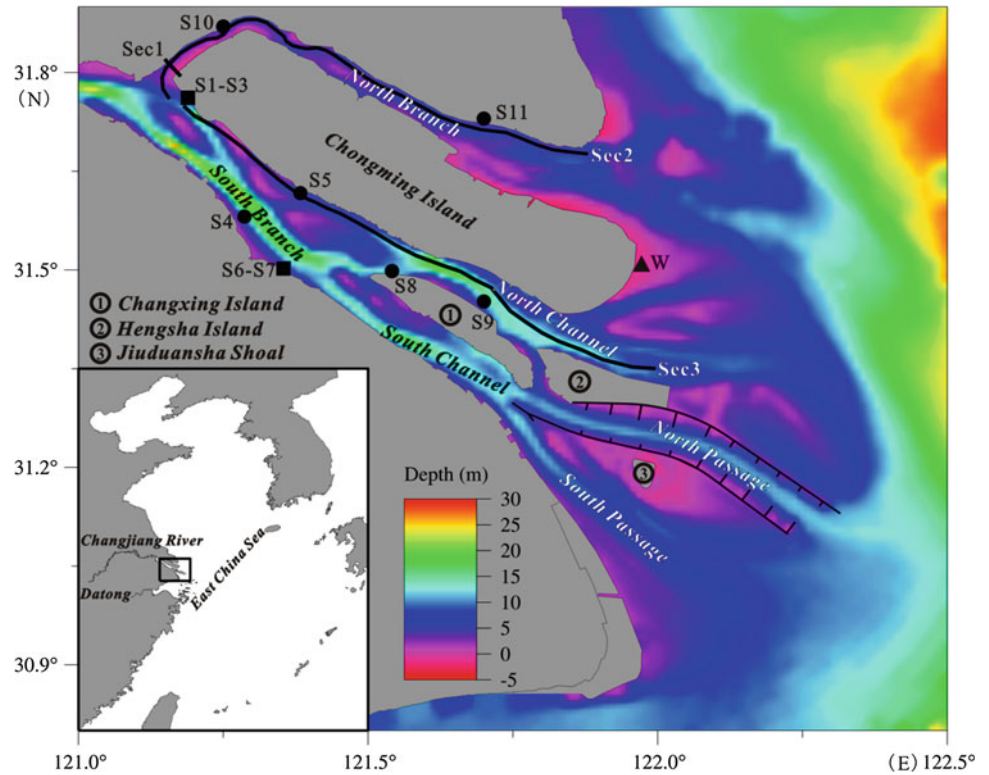 31.8°
(N)
31.5°
31.2°
30.9°
S10
Sec1
S1-S3
North Branch
S11
Sec2
Chongming Island
South Branch
S5
S4
W
S6-S7
S8
① Changxing Island
② Hengsha Island
③ Jiuduansha Shoal
①
S9
North Channel
South Channel
Sec3
②
North Passage
③
South Passage
Depth (m)
30
25
20
15
10
5
0
-5
Changjiang River
Datong
East China Sea
121.0°
121.5°
122.0°
(E)
122.5°